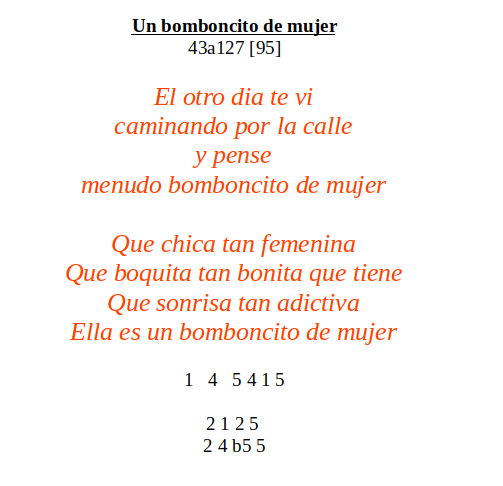 Un bomboncito de mujer
43a127 [95]
El otro dia te vi
caminando por la calle
y pense
menudo bomboncito de mujer
Que chica tan femenina
Que boquita tan bonita que tiene
Que sonrisa tan adictiva
Ella es un bomboncito de mujer
1 4 5 4 1 5
2 1 2 5
2 4 b5 5